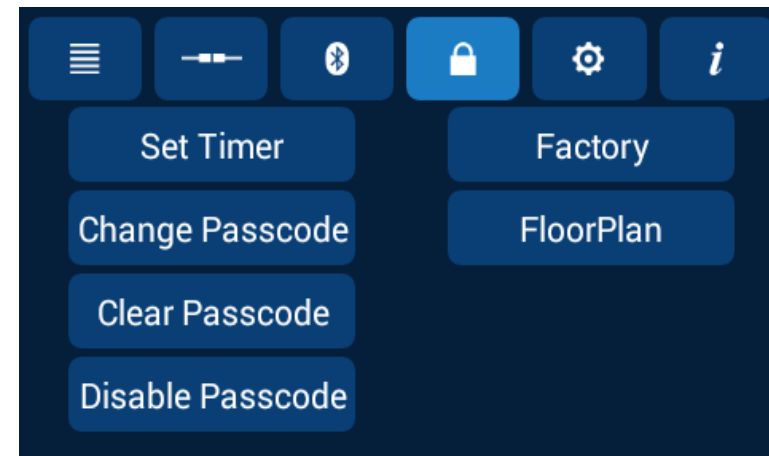 i
Set Timer
Factory
Change Passcode
FloorPlan
Clear Passcode
Disable Passcode